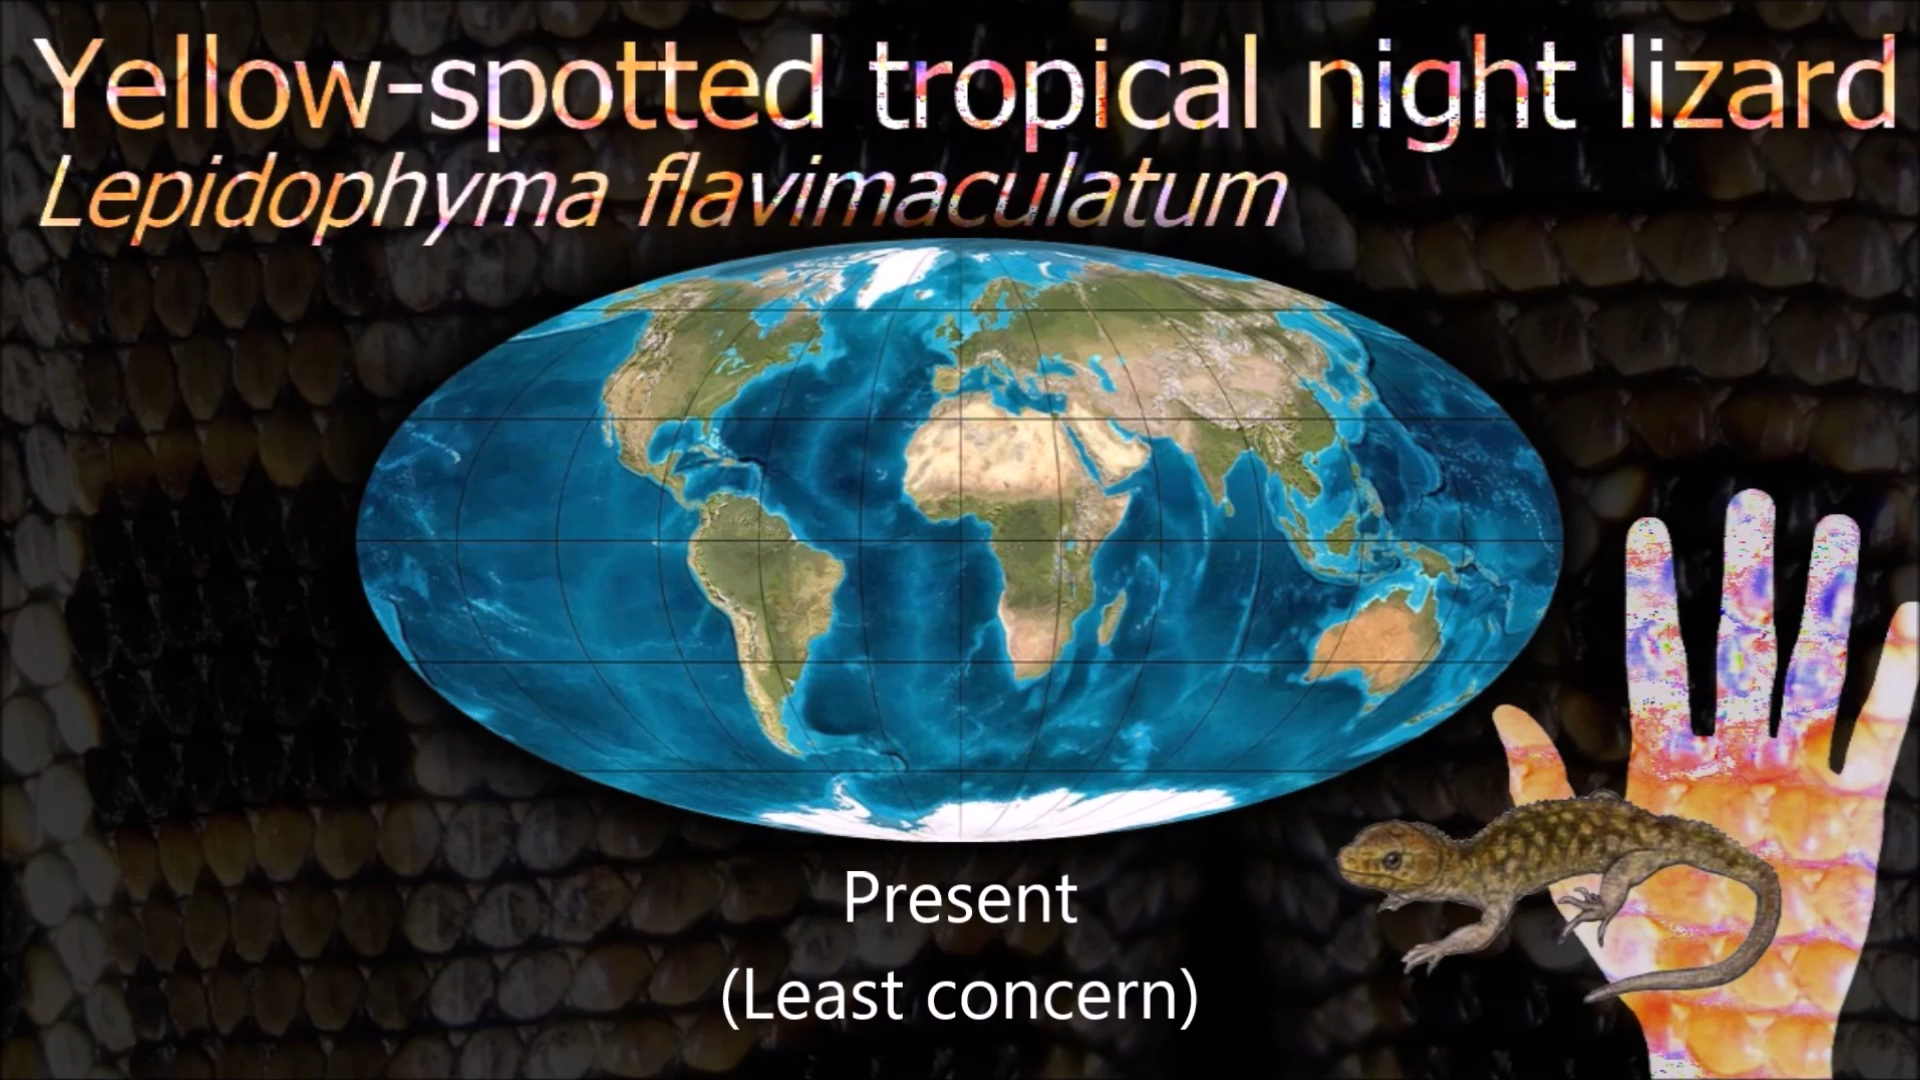 Yellow-spotted tropical night lizard
Lepidophyma flavimaculatum
Present
(Least concern)